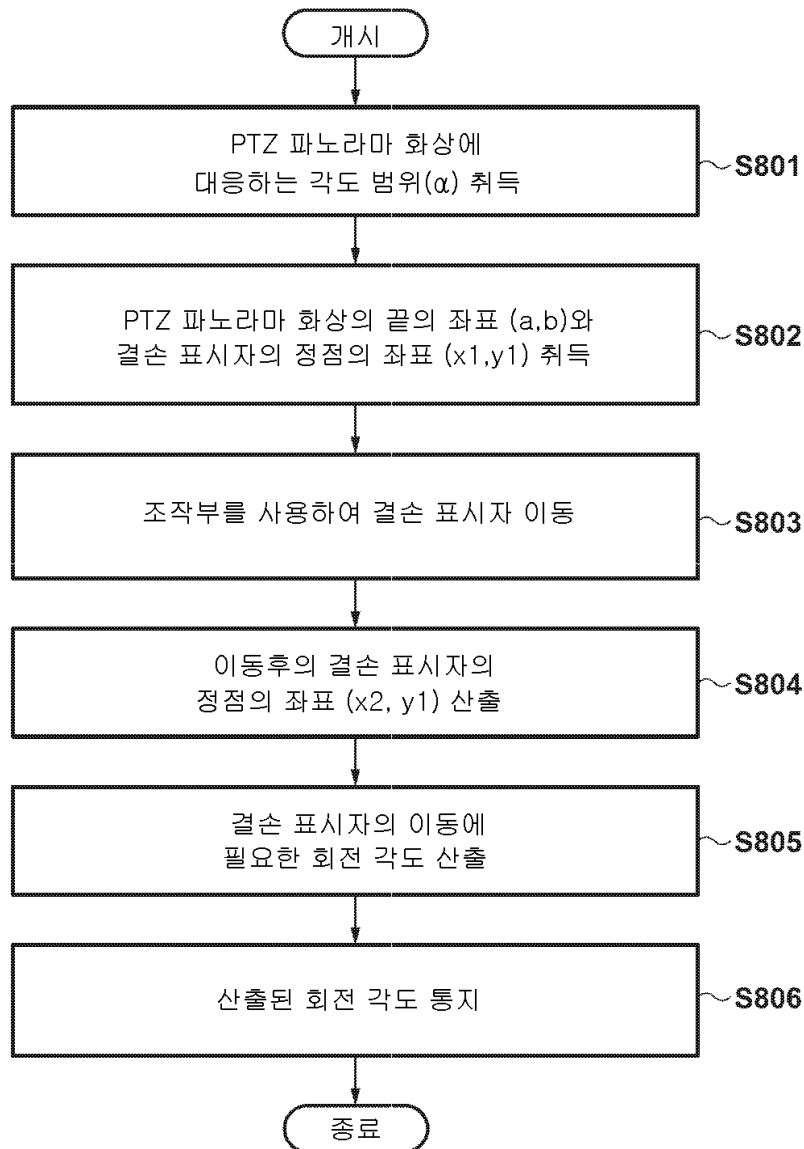 개시
PTZ 파노라마 화상에
대응하는 각도 범위(α) 취득
S801
PTZ 파노라마 화상의 끝의 좌표 (a,b)와
결손 표시자의 정점의 좌표 (x1,y1) 취득
S802
조작부를 사용하여 결손 표시자 이동
S803
이동후의 결손 표시자의
정점의 좌표 (x2, y1) 산출
S804
결손 표시자의 이동에
필요한 회전 각도 산출
S805
산출된 회전 각도 통지
S806
종료